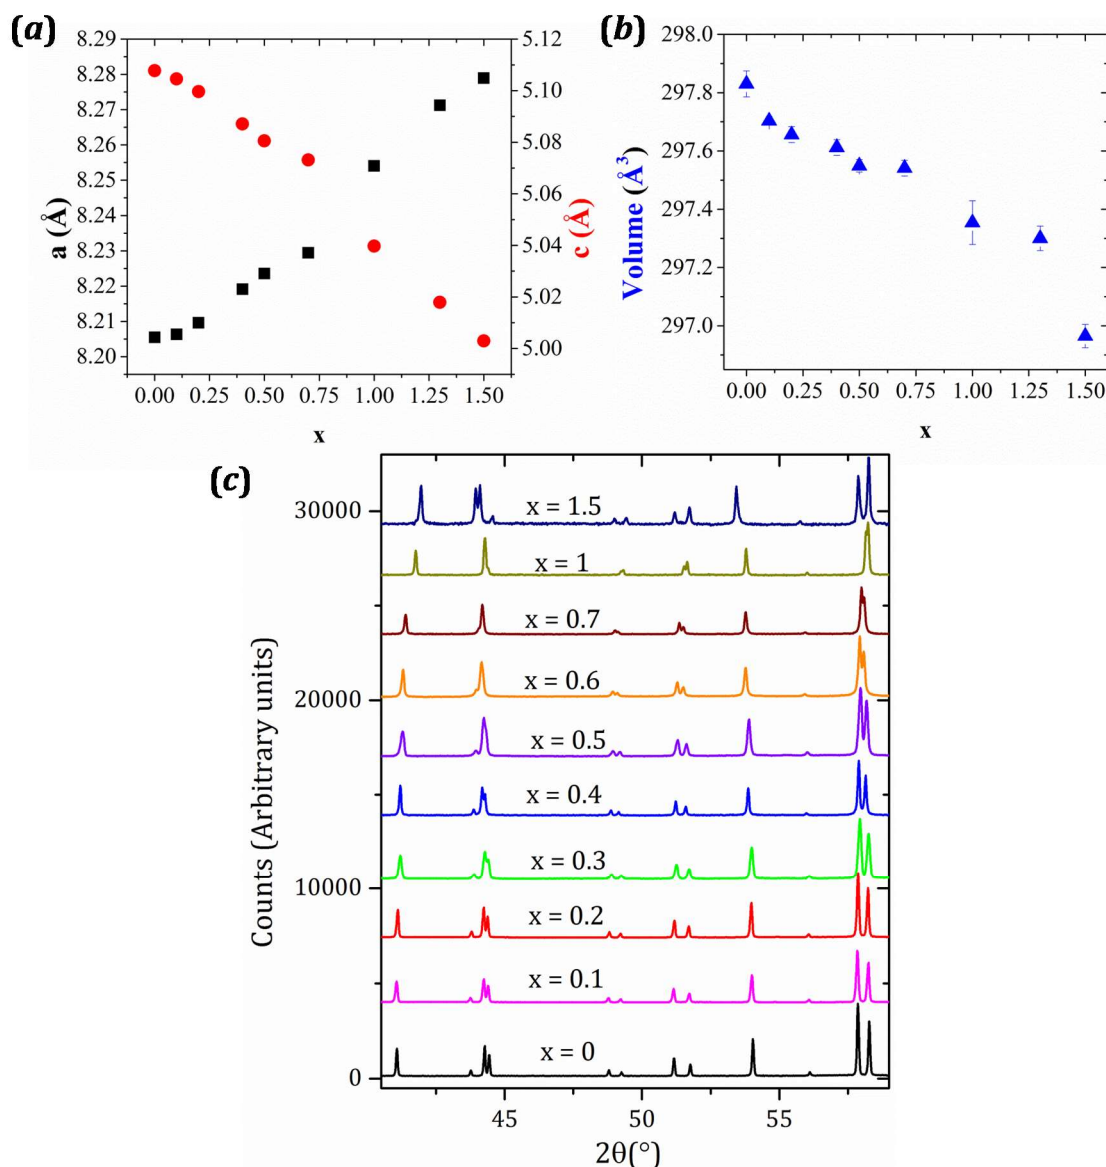 (a)
8.29
8.28
8.27
8.26
8.25
8.24
8.23
8.22
8.21
8.20
a (Å)
5.12
5.10
5.08
5.06
5.04
5.02
5.00
c (Å)
0.00 0.25 0.50 0.75 1.00 1.25 1.50
x
(b)
298.0
297.8
297.6
297.4
297.2
297.0
Volume (Å³)
0.00 0.25 0.50 0.75 1.00 1.25 1.50
x
(c)
30000
20000
10000
0
Counts (Arbitrary units)
x = 1.5
x = 1
x = 0.7
x = 0.6
x = 0.5
x = 0.4
x = 0.3
x = 0.2
x = 0.1
x = 0
45 50 55
2θ(°)